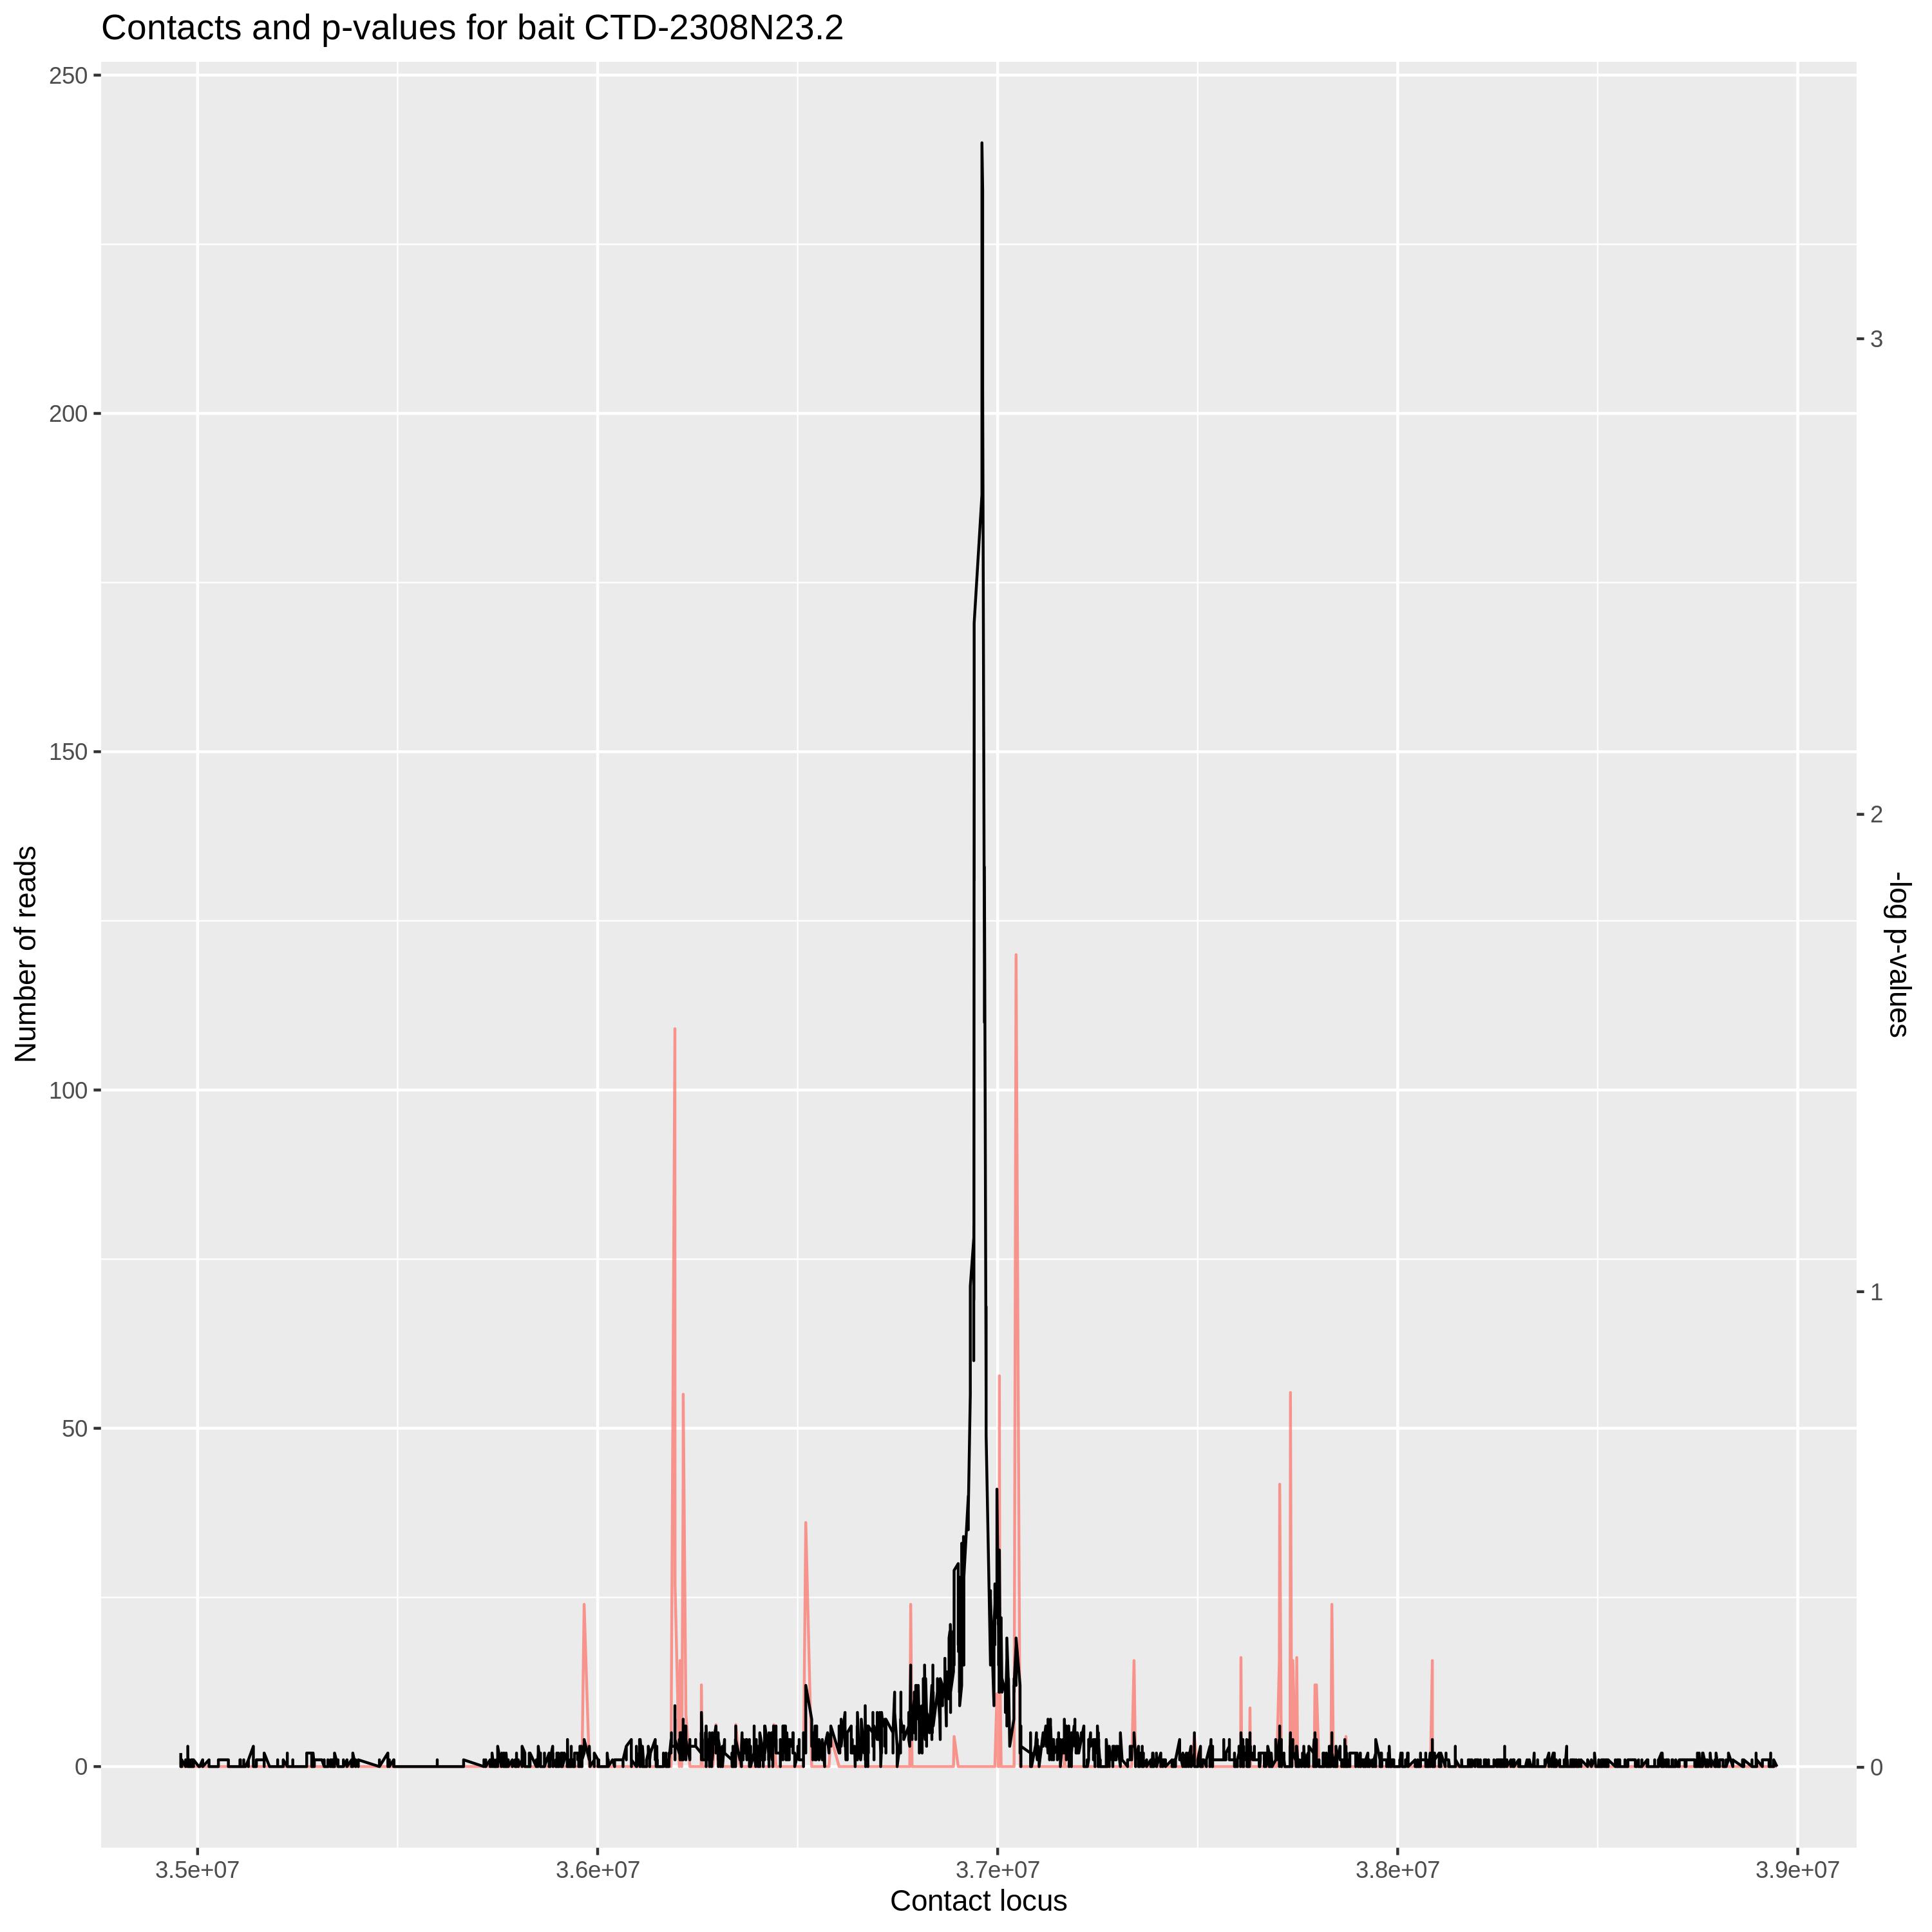 Contacts and p-values for bait CTD-2308N23.2
250
200
150
100
50
0
Number of reads
3
2
1
0
-log p-values
3.5e+07
3.6e+07
3.7e+07
3.8e+07
3.9e+07
Contact locus